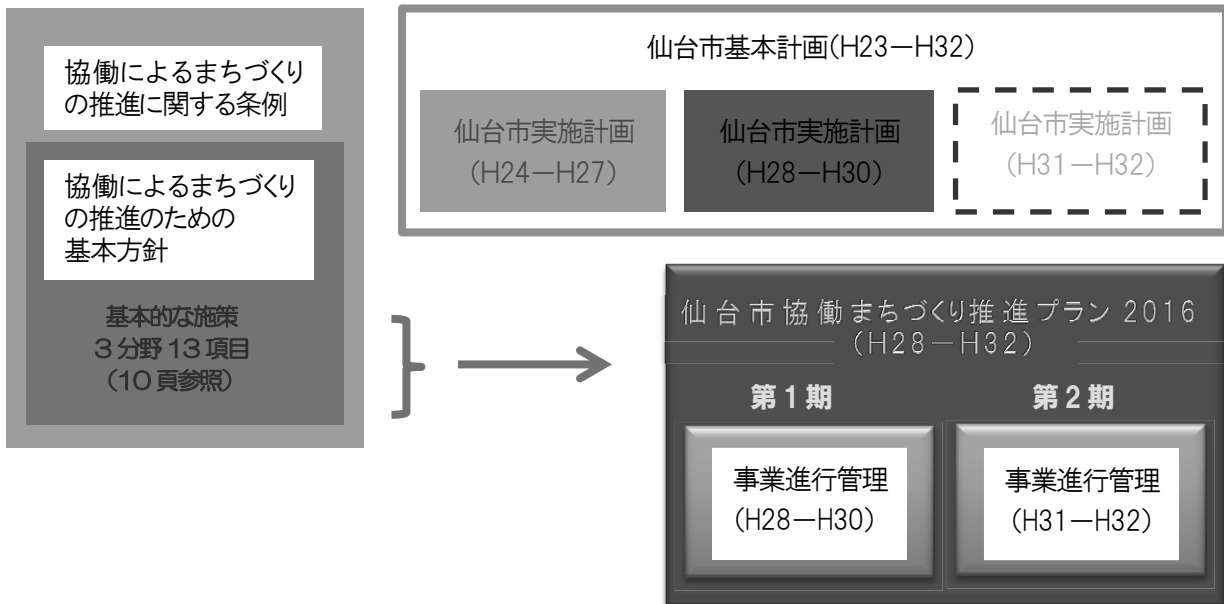 協働によるまちづくり
の推進に関する条例
協働によるまちづくり
の推進のための
基本方針
基本的な施策
3分野13項目
(10頁参照)
仙台市基本計画(H23－H32)
仙台市実施計画
(H24－H27)
仙台市実施計画
(H28－H30)
仙台市実施計画
(H31－H32)
仙台市協働まちづくり推進プラン 2016
(H28－H32)
第1期
第2期
事業進行管理
(H28－H30)
事業進行管理
(H31－H32)